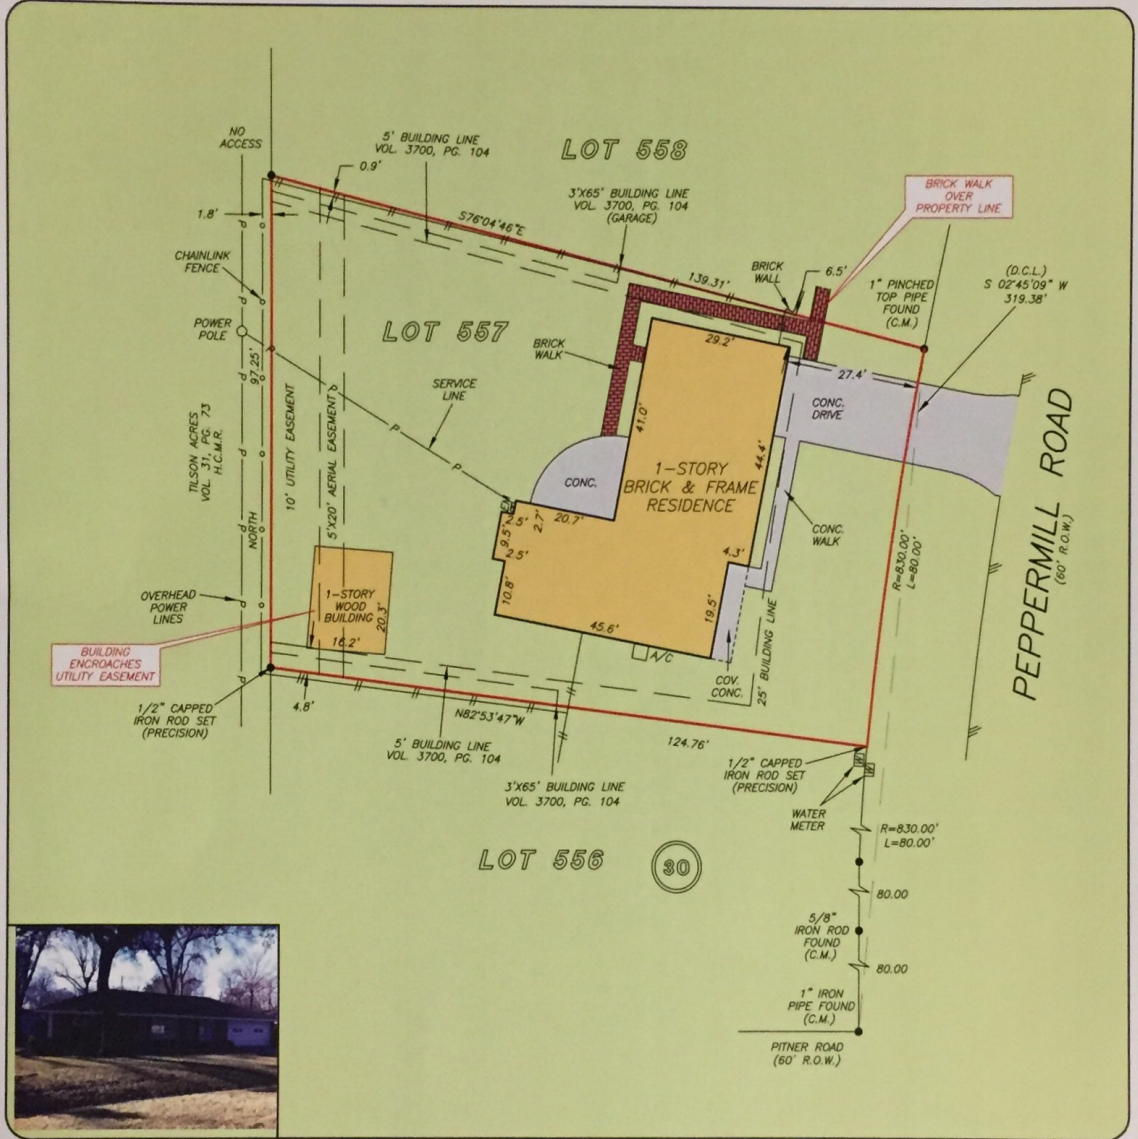 NO
ACCESS
5' BUILDING LINE
VOL. 3700, PG. 104
0.9'
LOT 558
3'X65' BUILDING LINE
VOL. 3700, PG. 104
(GARAGE)
BRICK WALK
OVER
PROPERTY LINE
1.8'
S76°04'46"E
CHAINLINK
FENCE
139.31'
BRICK
WALL
6.5'
1" PINCHED
TOP PIPE
FOUND
(C.M.)
(D.C.L.)
S 02°45'09" W
319.38'
POWER
POLE
LOT 557
BRICK
WALK
29.2'
27.4'
97.25'
SERVICE
LINE
CONC.
DRIVE
TILSON ACRES
VOL. 31, PG. 73
H.C.M.R.
10' UTILITY EASEMENT
5'X20' AERIAL EASEMENT
41.0'
44.4'
1-STORY
BRICK & FRAME
RESIDENCE
CONC.
PEPPERMILL ROAD
(60' R.O.W.)
NORTH
EM
2.5'
2.7'
20.7'
9.5'
2.5'
CONC.
WALK
4.3'
R=830.00'
L=80.00'
OVERHEAD
POWER
LINES
1-STORY
WOOD
BUILDING
20.3'
16.2'
10.8'
45.6'
19.5'
A/C
COV.
CONC.
25' BUILDING LINE
BUILDING
ENCROACHES
UTILITY EASEMENT
1/2" CAPPED
IRON ROD SET
(PRECISION)
4.8'
N82°53'47"W
124.76'
5' BUILDING LINE
VOL. 3700, PG. 104
3'X65' BUILDING LINE
VOL. 3700, PG. 104
1/2" CAPPED
IRON ROD SET
(PRECISION)
W
W
WATER
METER
R=830.00'
L=80.00'
LOT 556
30
80.00
5/8"
IRON ROD
FOUND
(C.M.)
80.00
1" IRON
PIPE FOUND
(C.M.)
PITNER ROAD
(60' R.O.W.)